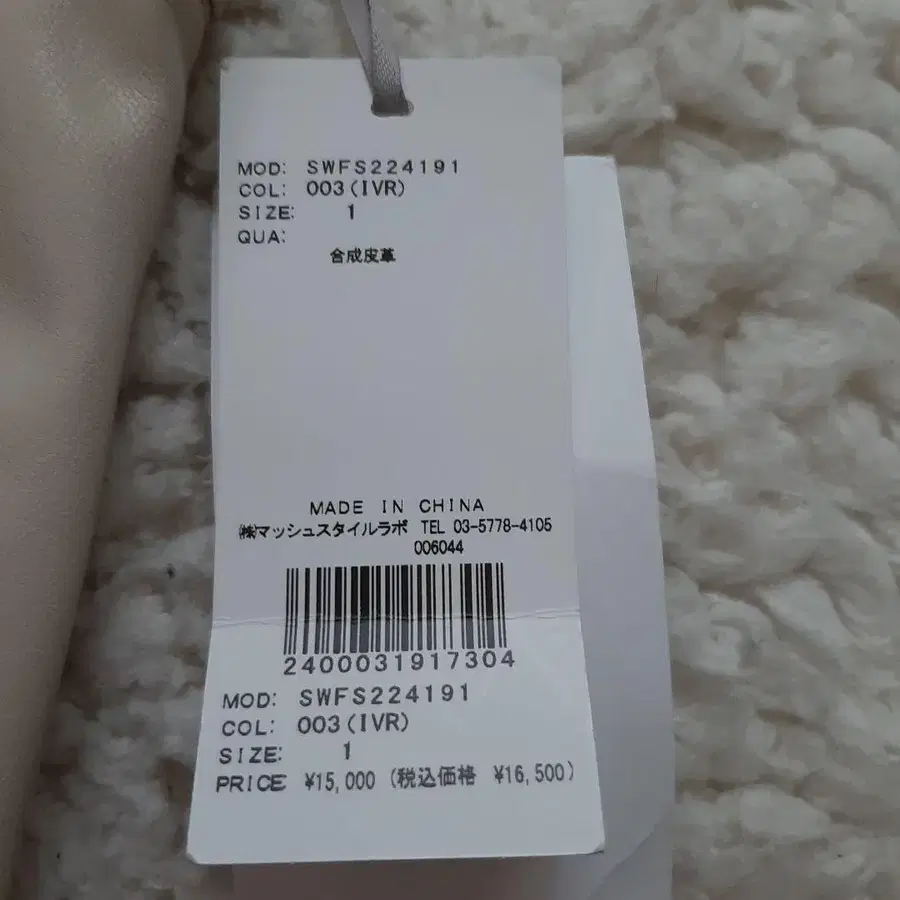 MOD: SWFS224191
COL: 003(IVR)
SIZE: 1
QUA:
合成皮革
MADE IN CHINA
㈱マッシュスタイルラボ TEL 03-5778-4105
006044
2400031917304
MOD: SWFS224191
COL: 003(IVR)
SIZE: 1
PRICE ¥15,000 (税込価格 ¥16,500)